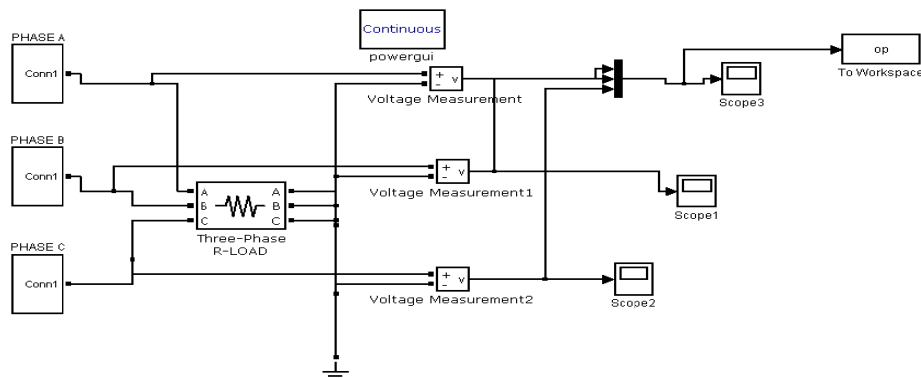 Continuous
powergui
PHASE A
Conn1
+
-
v
Voltage Measurement
op
To Workspace
Scope3
PHASE B
Conn1
+
-
v
Voltage Measurement1
Scope1
A
B
C
A
B
C
Three-Phase
R-LOAD
PHASE C
Conn1
+
-
v
Voltage Measurement2
Scope2